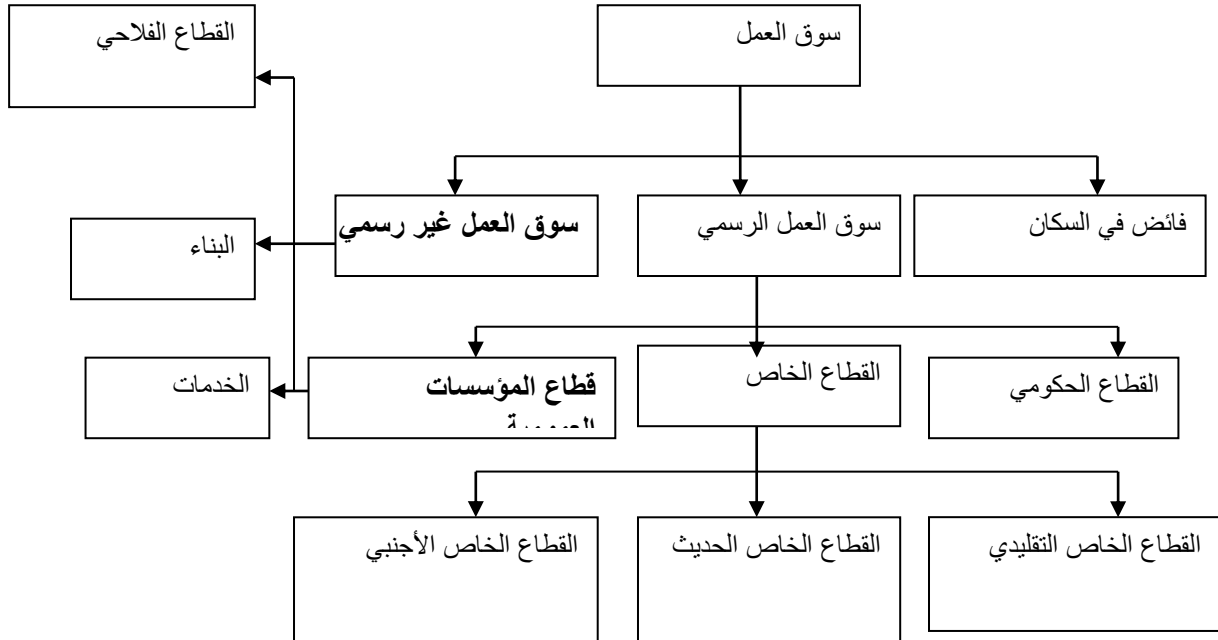 سوق العمل
القطاع الفلاحي
فائض في السكان
سوق العمل الرسمي
سوق العمل غير رسمي
البناء
القطاع الحكومي
القطاع الخاص
قطاع المؤسسات
الخدمات
القطاع الخاص التقليدي
القطاع الخاص الحديث
القطاع الخاص الأجنبي